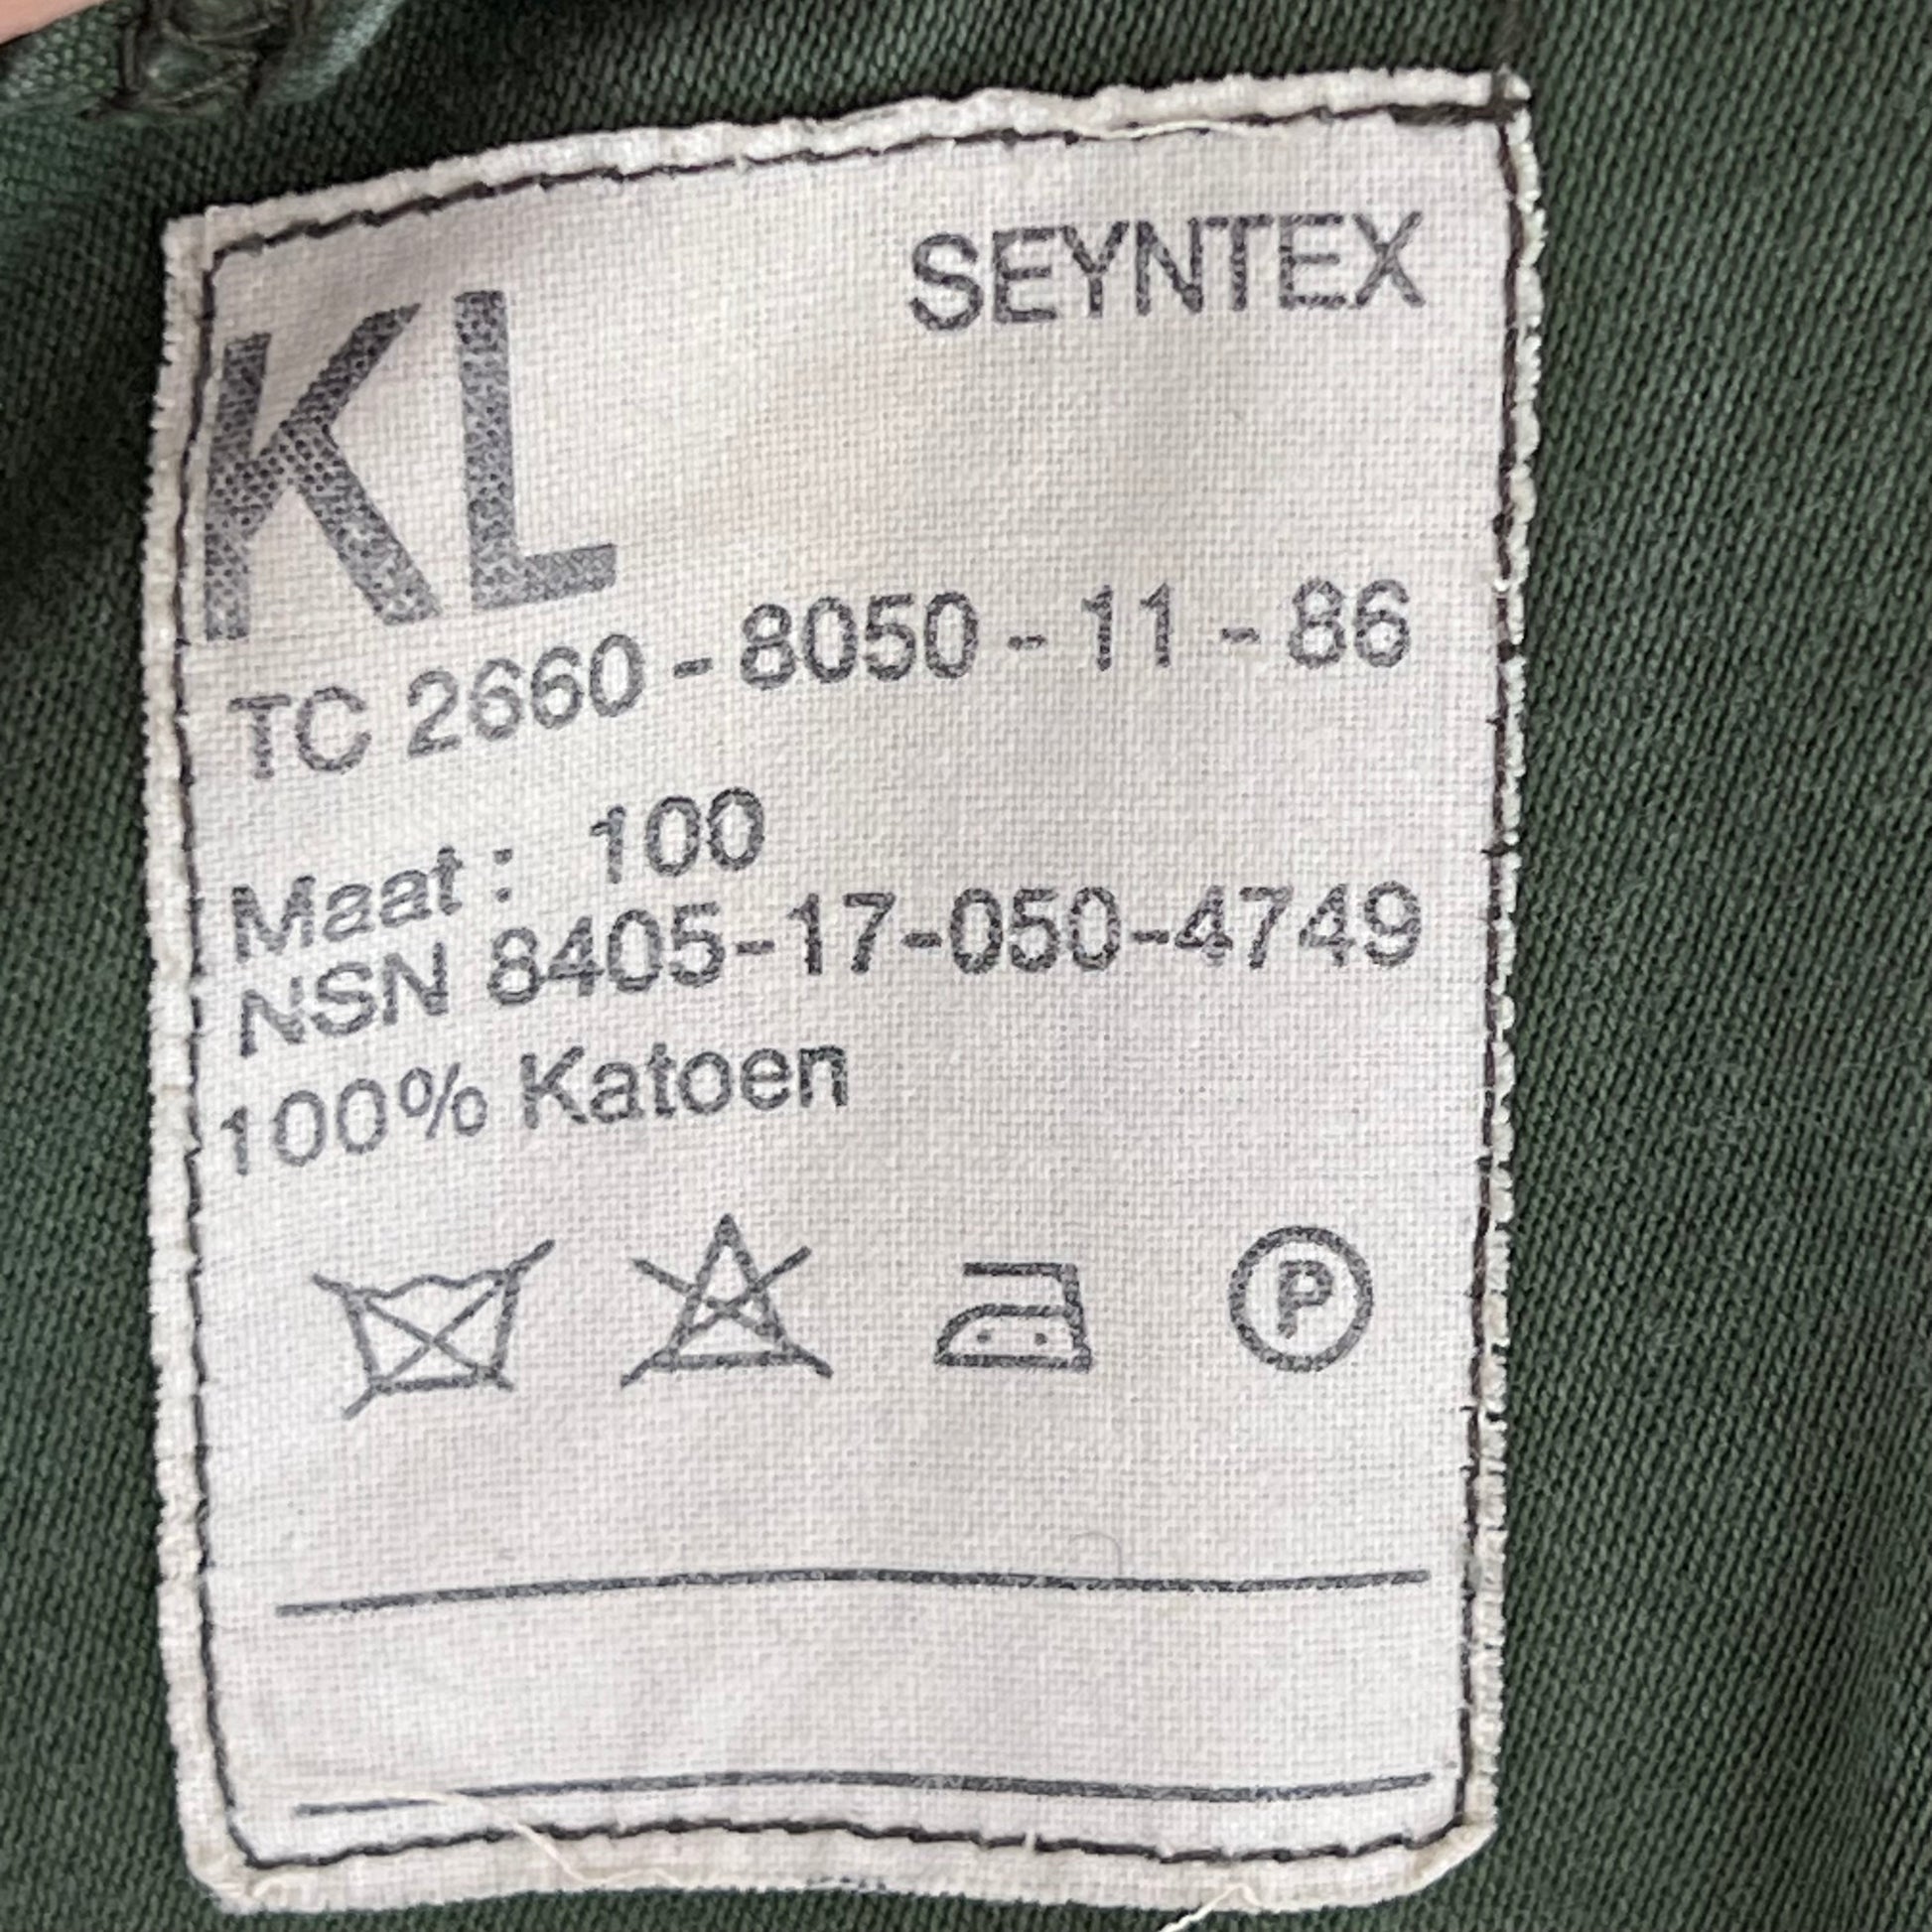 SEYNTEX
KL
TC 2660 - 8050 - 11 - 86
Maat : 100
NSN 8405-17-050-4749
100% Katoen
P